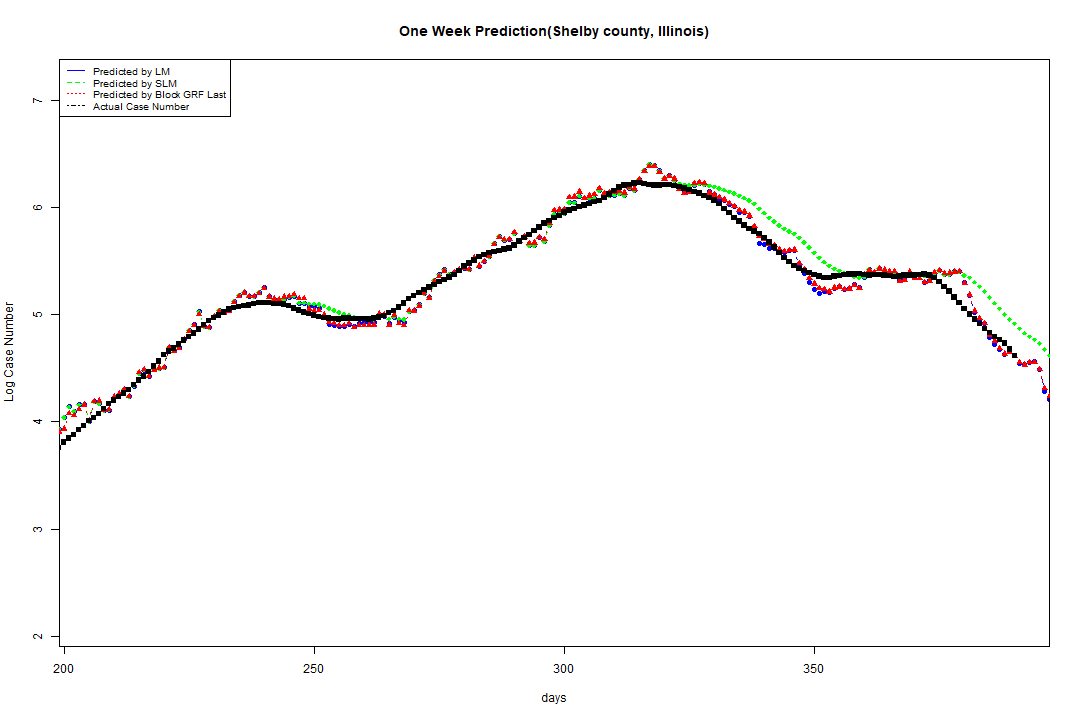 One Week Prediction(Shelby county, Illinois)
Predicted by LM
Predicted by SLM
Predicted by Block GRF Last
Actual Case Number
7
6
5
4
3
2
Log Case Number
200 250 300 350
days